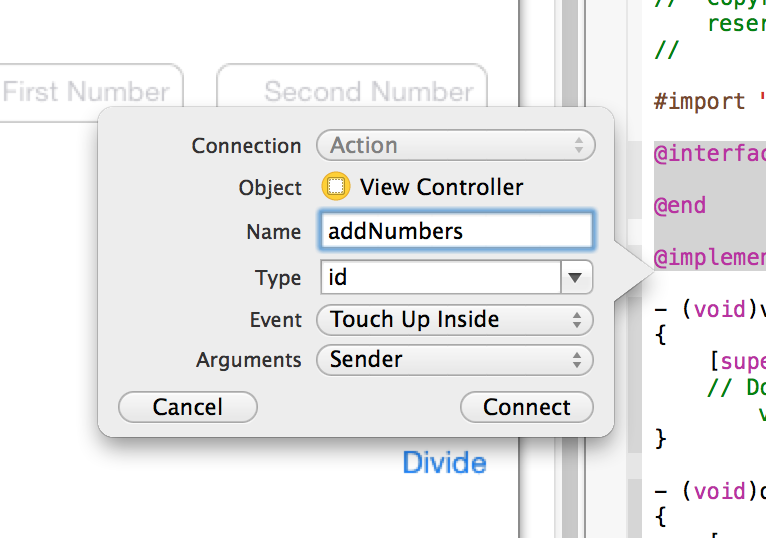 // Copyr
reser
//
First Number
Second Number
#import "
Connection Action
@interfac
Object View Controller
@end
Name addNumbers
@implemen
Type id
- (void)v
Event Touch Up Inside
{
Arguments Sender
[supe
// Do
v
Cancel Connect
}
Divide
- (void)d
{